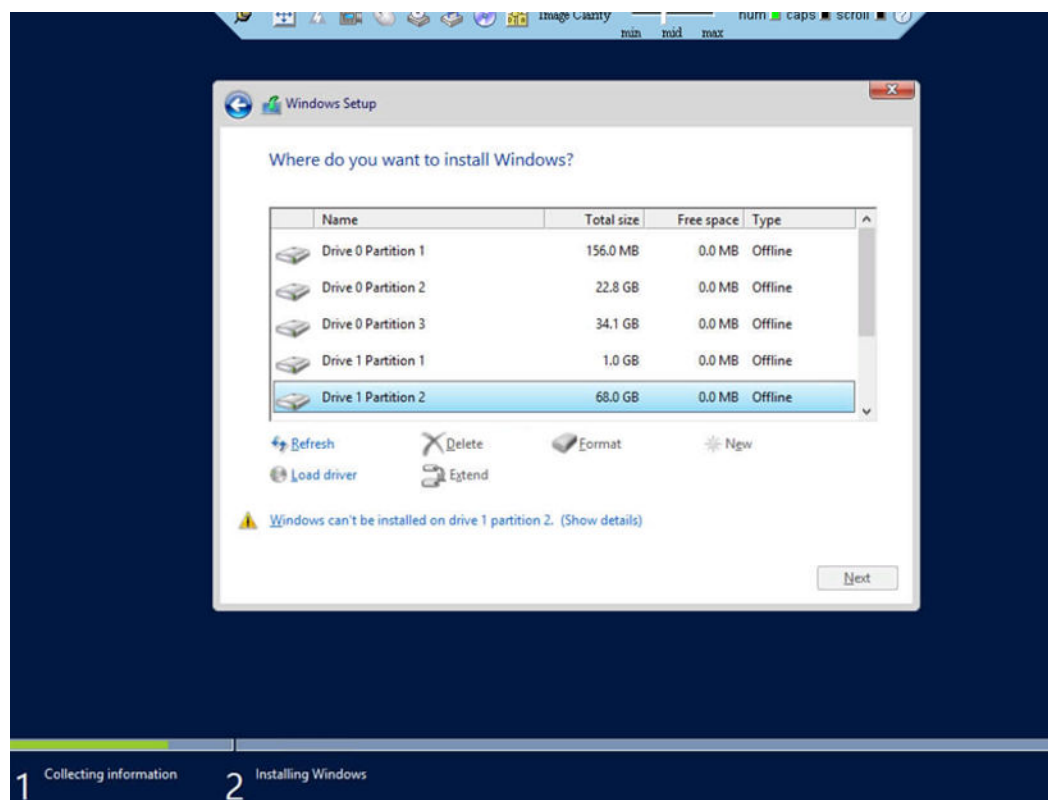 Image Clarity num caps scroll ?
min mid max
Windows Setup
Where do you want to install Windows?
Name Total size Free space Type
Drive 0 Partition 1 156.0 MB 0.0 MB Offline
Drive 0 Partition 2 22.8 GB 0.0 MB Offline
Drive 0 Partition 3 34.1 GB 0.0 MB Offline
Drive 1 Partition 1 1.0 GB 0.0 MB Offline
Drive 1 Partition 2 68.0 GB 0.0 MB Offline
Refresh Delete Format New
Load driver Extend
Windows can't be installed on drive 1 partition 2. (Show details)
Next
1 Collecting information 2 Installing Windows